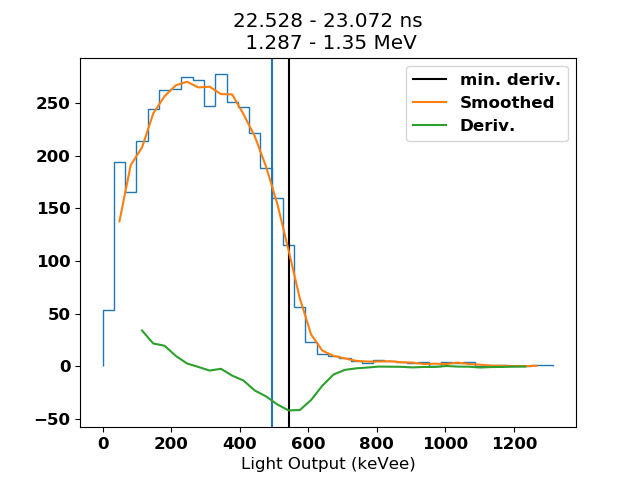 22.528 - 23.072 ns
1.287 - 1.35 MeV
min. deriv.
Smoothed
Deriv.
250
200
150
100
50
0
−50
0 200 400 600 800 1000 1200
Light Output (keVee)